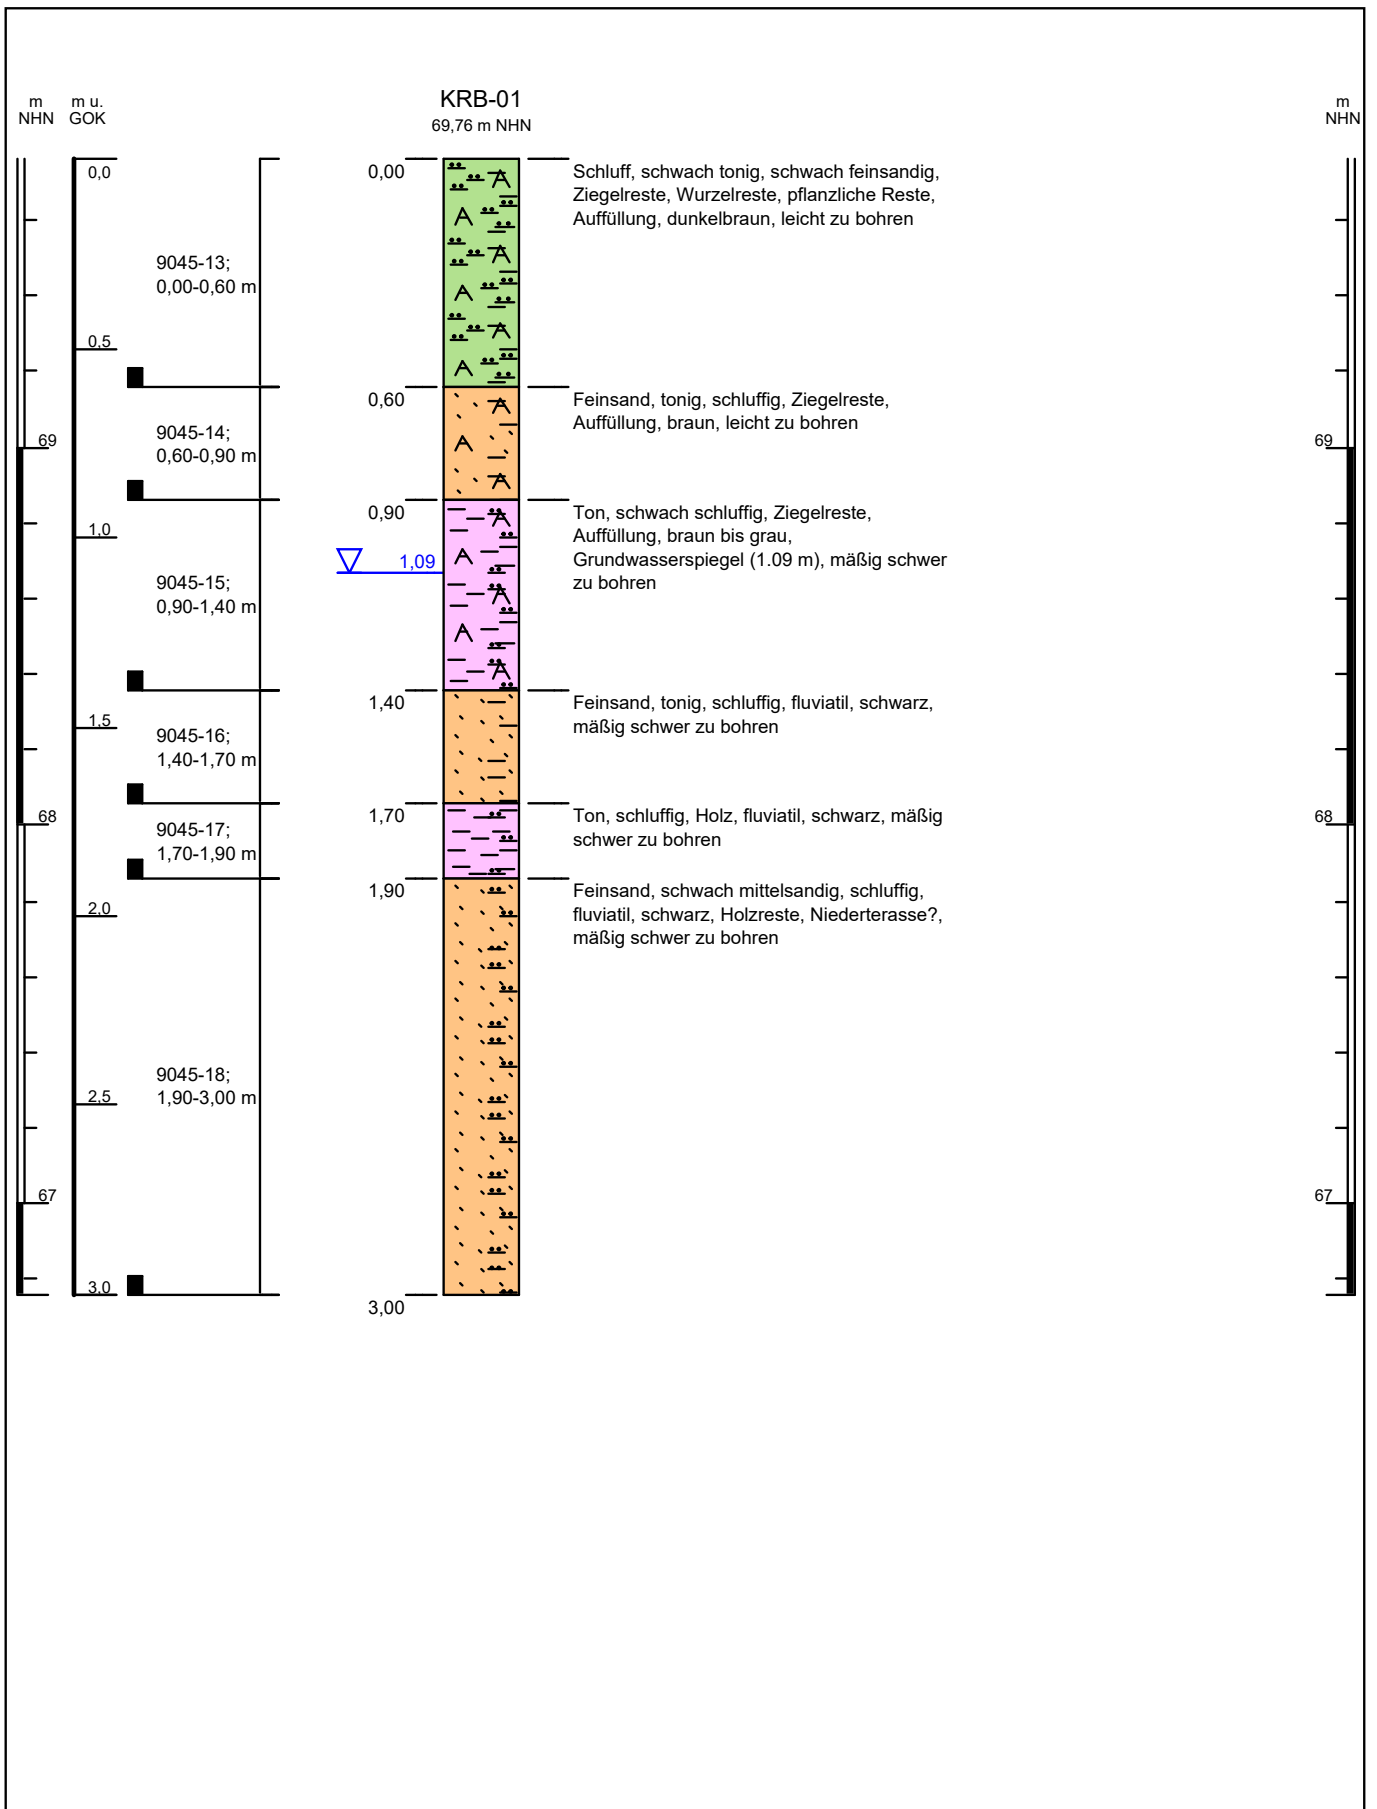 m
NHN
m u.
GOK
KRB-01
69,76 m NHN
m
NHN
0,0
0,00
Schluff, schwach tonig, schwach feinsandig,
Ziegelreste, Wurzelreste, pflanzliche Reste,
Auffüllung, dunkelbraun, leicht zu bohren
9045-13;
0,00-0,60 m
0,5
0,60
Feinsand, tonig, schluffig, Ziegelreste,
Auffüllung, braun, leicht zu bohren
9045-14;
0,60-0,90 m
69
69
0,90
Ton, schwach schluffig, Ziegelreste,
Auffüllung, braun bis grau,
Grundwasserspiegel (1.09 m), mäßig schwer
zu bohren
1,0
1,09
9045-15;
0,90-1,40 m
1,40
Feinsand, tonig, schluffig, fluviatil, schwarz,
mäßig schwer zu bohren
1,5
9045-16;
1,40-1,70 m
68
68
1,70
Ton, schluffig, Holz, fluviatil, schwarz, mäßig
schwer zu bohren
9045-17;
1,70-1,90 m
1,90
Feinsand, schwach mittelsandig, schluffig,
fluviatil, schwarz, Holzreste, Niederterasse?,
mäßig schwer zu bohren
2,0
9045-18;
1,90-3,00 m
2,5
67
67
3,0
3,00